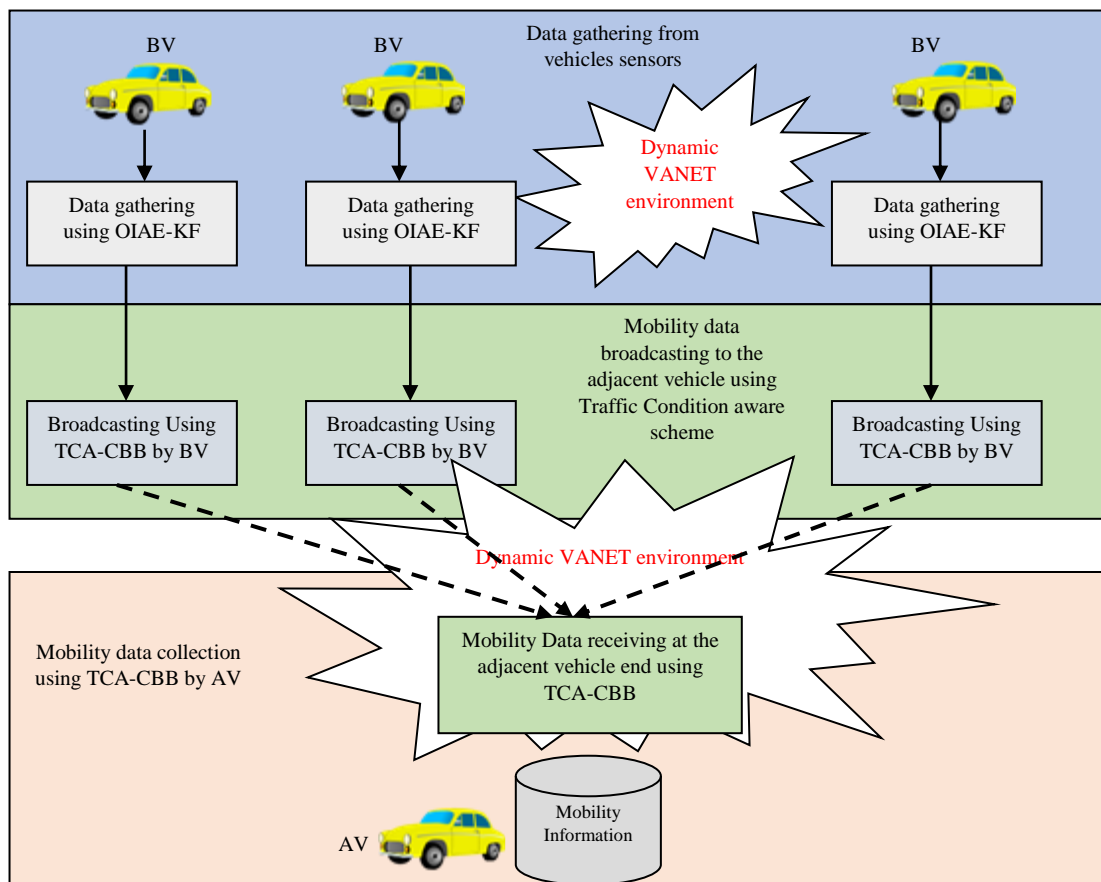 BV
BV
Data gathering from
vehicles sensors
BV
Dynamic
VANET
environment
Data gathering
using OIAE-KF
Data gathering
using OIAE-KF
Data gathering
using OIAE-KF
Mobility data
broadcasting to the
adjacent vehicle using
Traffic Condition aware
scheme
Broadcasting Using
TCA-CBB by BV
Broadcasting Using
TCA-CBB by BV
Broadcasting Using
TCA-CBB by BV
Dynamic VANET environment
Mobility data collection
using TCA-CBB by AV
Mobility Data receiving at the
adjacent vehicle end using
TCA-CBB
Mobility
Information
AV